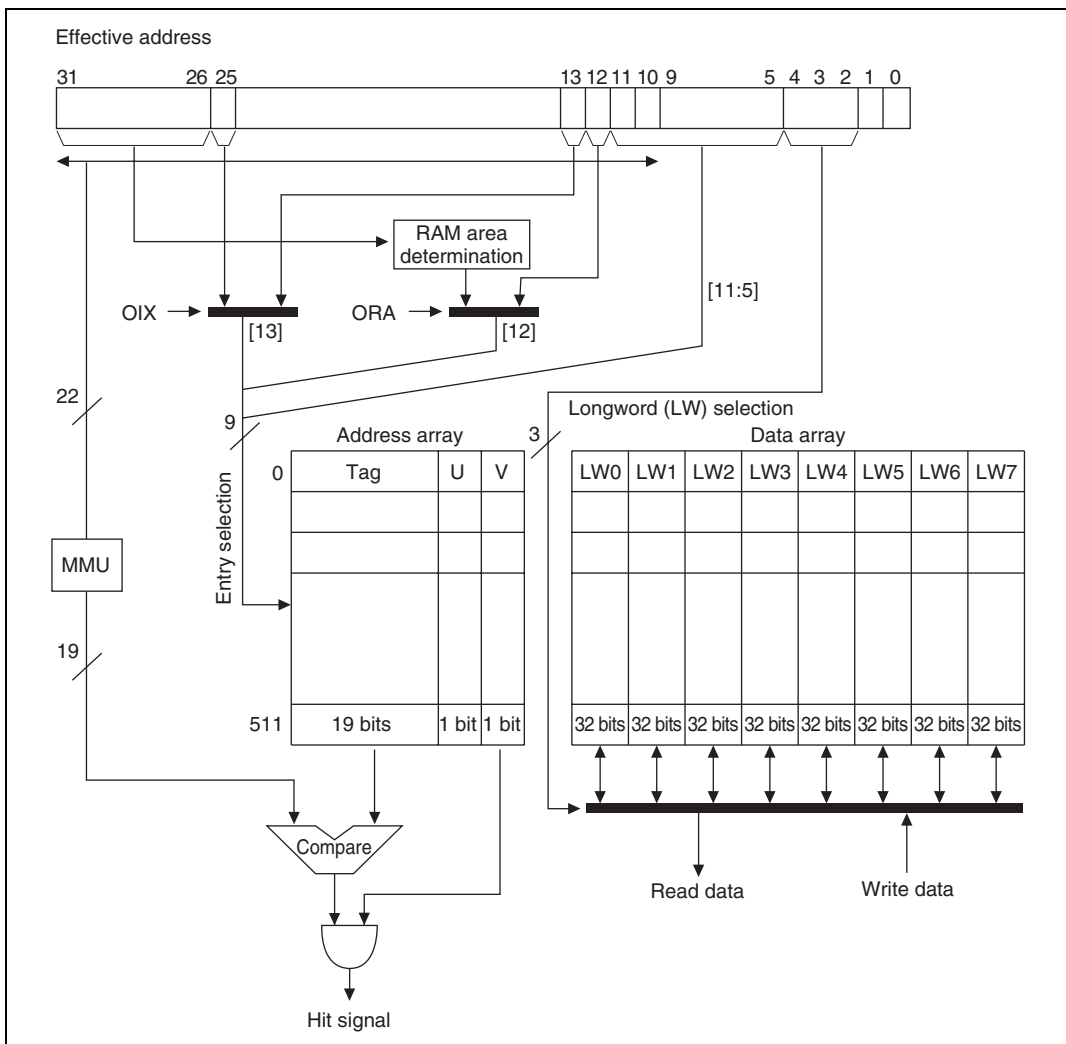 Effective address
31 26 25 13 12 11 10 9 5 4 3 2 1 0
RAM area
determination
OIX
ORA
[11:5]
[13]
[12]
22
9
Longword (LW) selection
3
Address array
Data array
0
Tag U V
LW0 LW1 LW2 LW3 LW4 LW5 LW6 LW7
Entry selection
MMU
19
511
19 bits 1 bit 1 bit
32 bits 32 bits 32 bits 32 bits 32 bits 32 bits 32 bits 32 bits
Compare
Read data
Write data
Hit signal